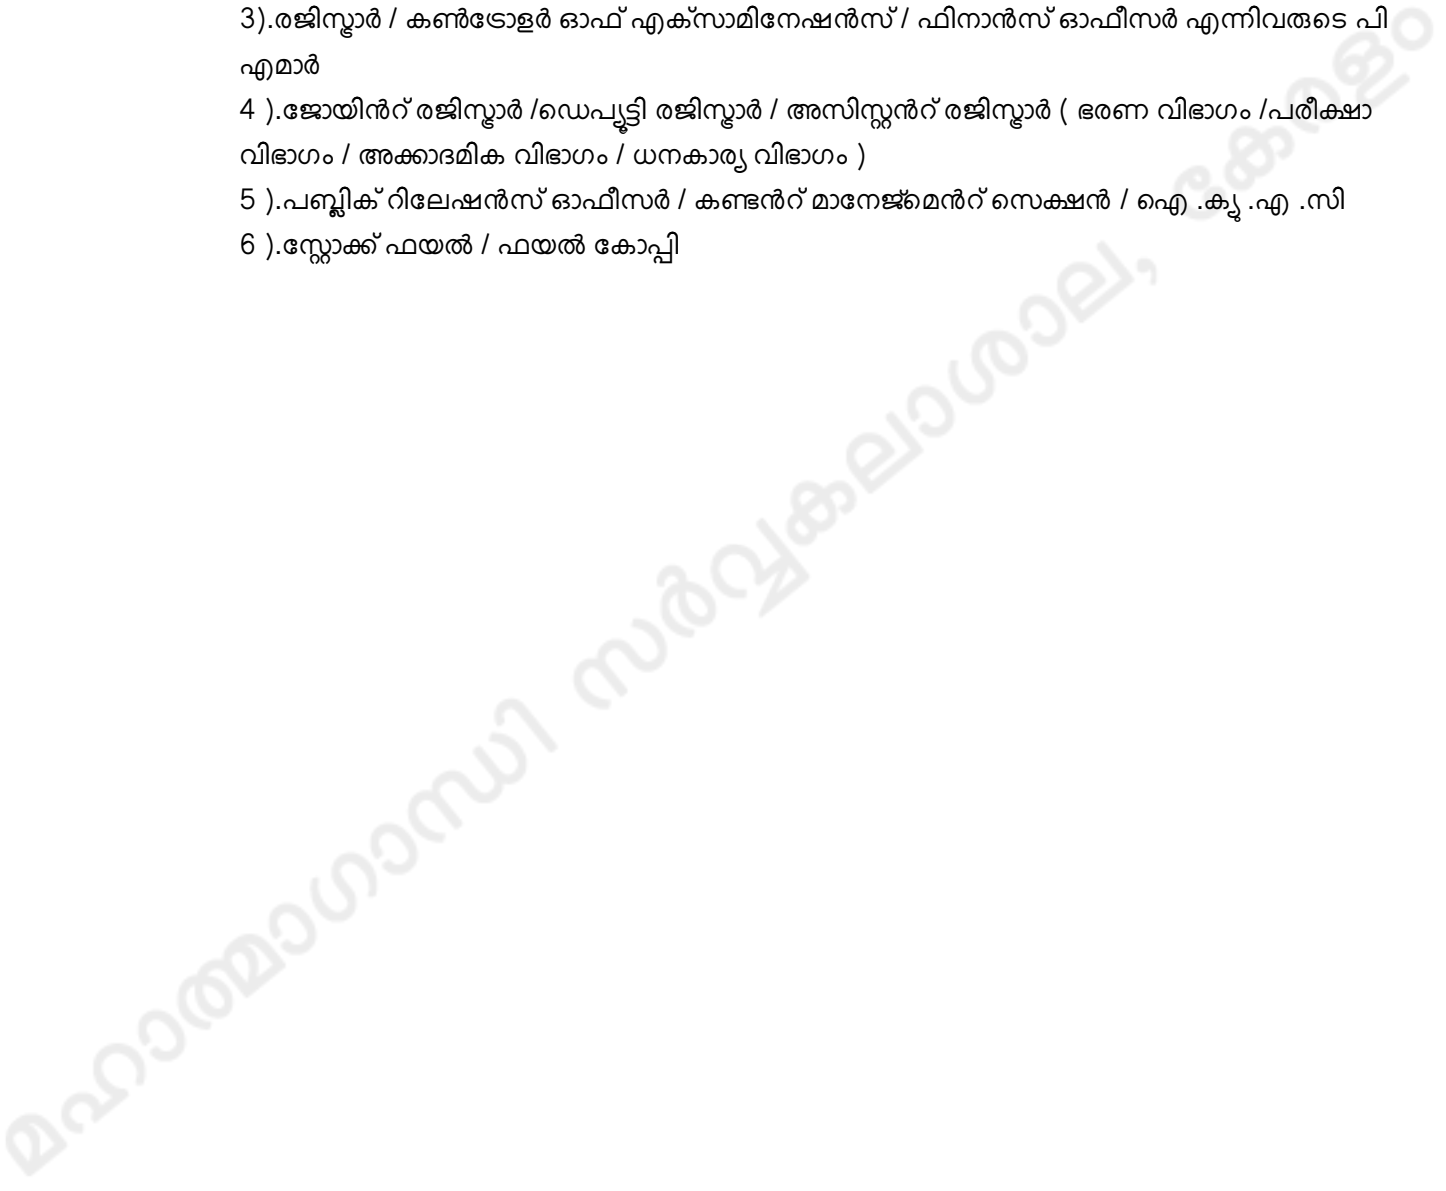 3).രജിസ്ട്രാർ / കൺട്രോളർ ഓഫ് എക്സാമിനേഷൻസ് / ഫിനാൻസ് ഓഫീസർ എന്നിവരുടെ പി
എമാർ
4 ).ജോയിൻറ് രജിസ്ട്രാർ /ഡെപ്യൂട്ടി രജിസ്ട്രാർ / അസിസ്റ്റൻറ് രജിസ്ട്രാർ ( ഭരണ വിഭാഗം /പരീക്ഷാ
വിഭാഗം / അക്കാദമിക വിഭാഗം / ധനകാര്യ വിഭാഗം )
5 ).പബ്ലിക് റിലേഷൻസ് ഓഫീസർ / കണ്ടൻറ് മാനേജ്മെൻറ് സെക്ഷൻ / ഐ .ക്യു .എ .സി
6 ).സ്റ്റോക്ക് ഫയൽ / ഫയൽ കോപ്പി
മഹാത്മാഗാന്ധി സർവ്വകലാശാല, കേരളം